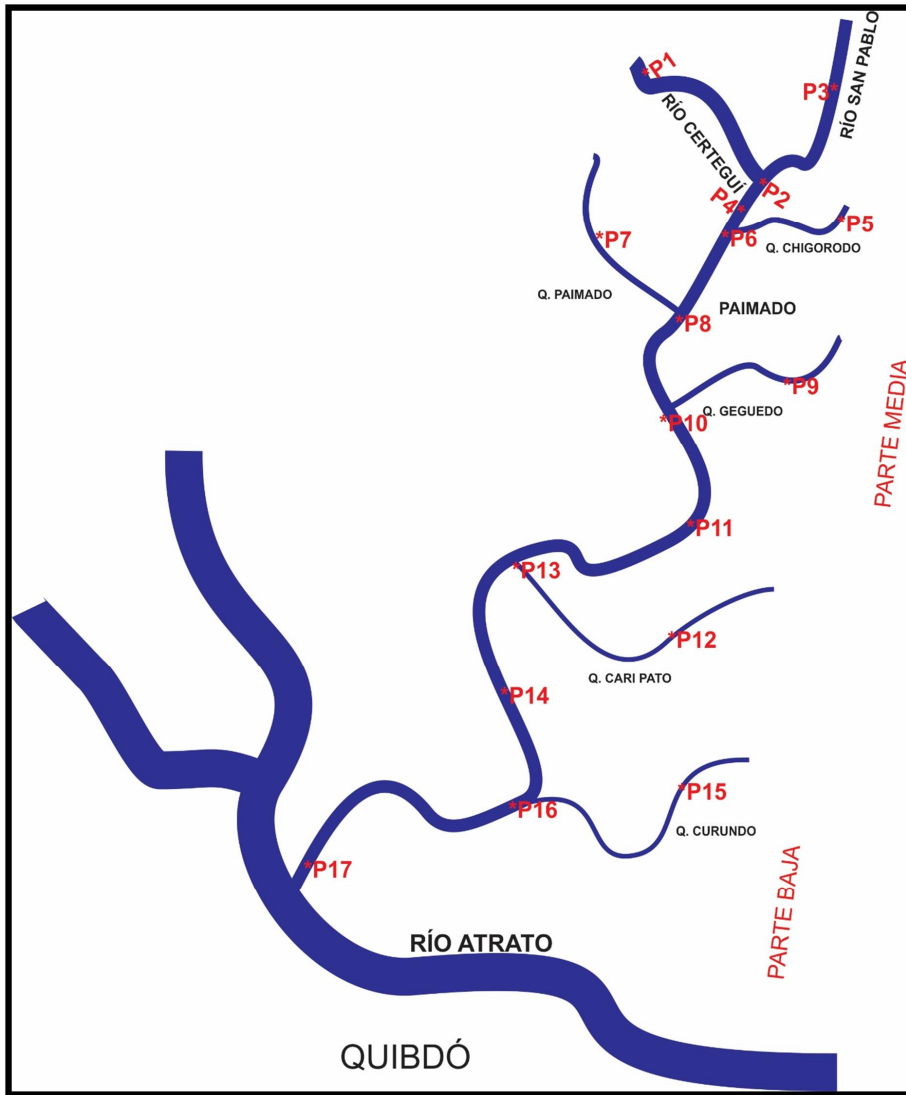 *P1
RÍO SAN PABLO
P3*
RÍO CERTEGUÍ
*P2
P4*
*P5
*P6
*P7
Q. CHIGORODO
Q. PAIMADO
PAIMADO
*P8
*P9
Q. GEGUEDO
*P10
PARTE MEDIA
*P11
*P13
*P12
Q. CARI PATO
*P14
*P15
*P16
Q. CURUNDO
*P17
PARTE BAJA
RÍO ATRATO
QUIBDÓ